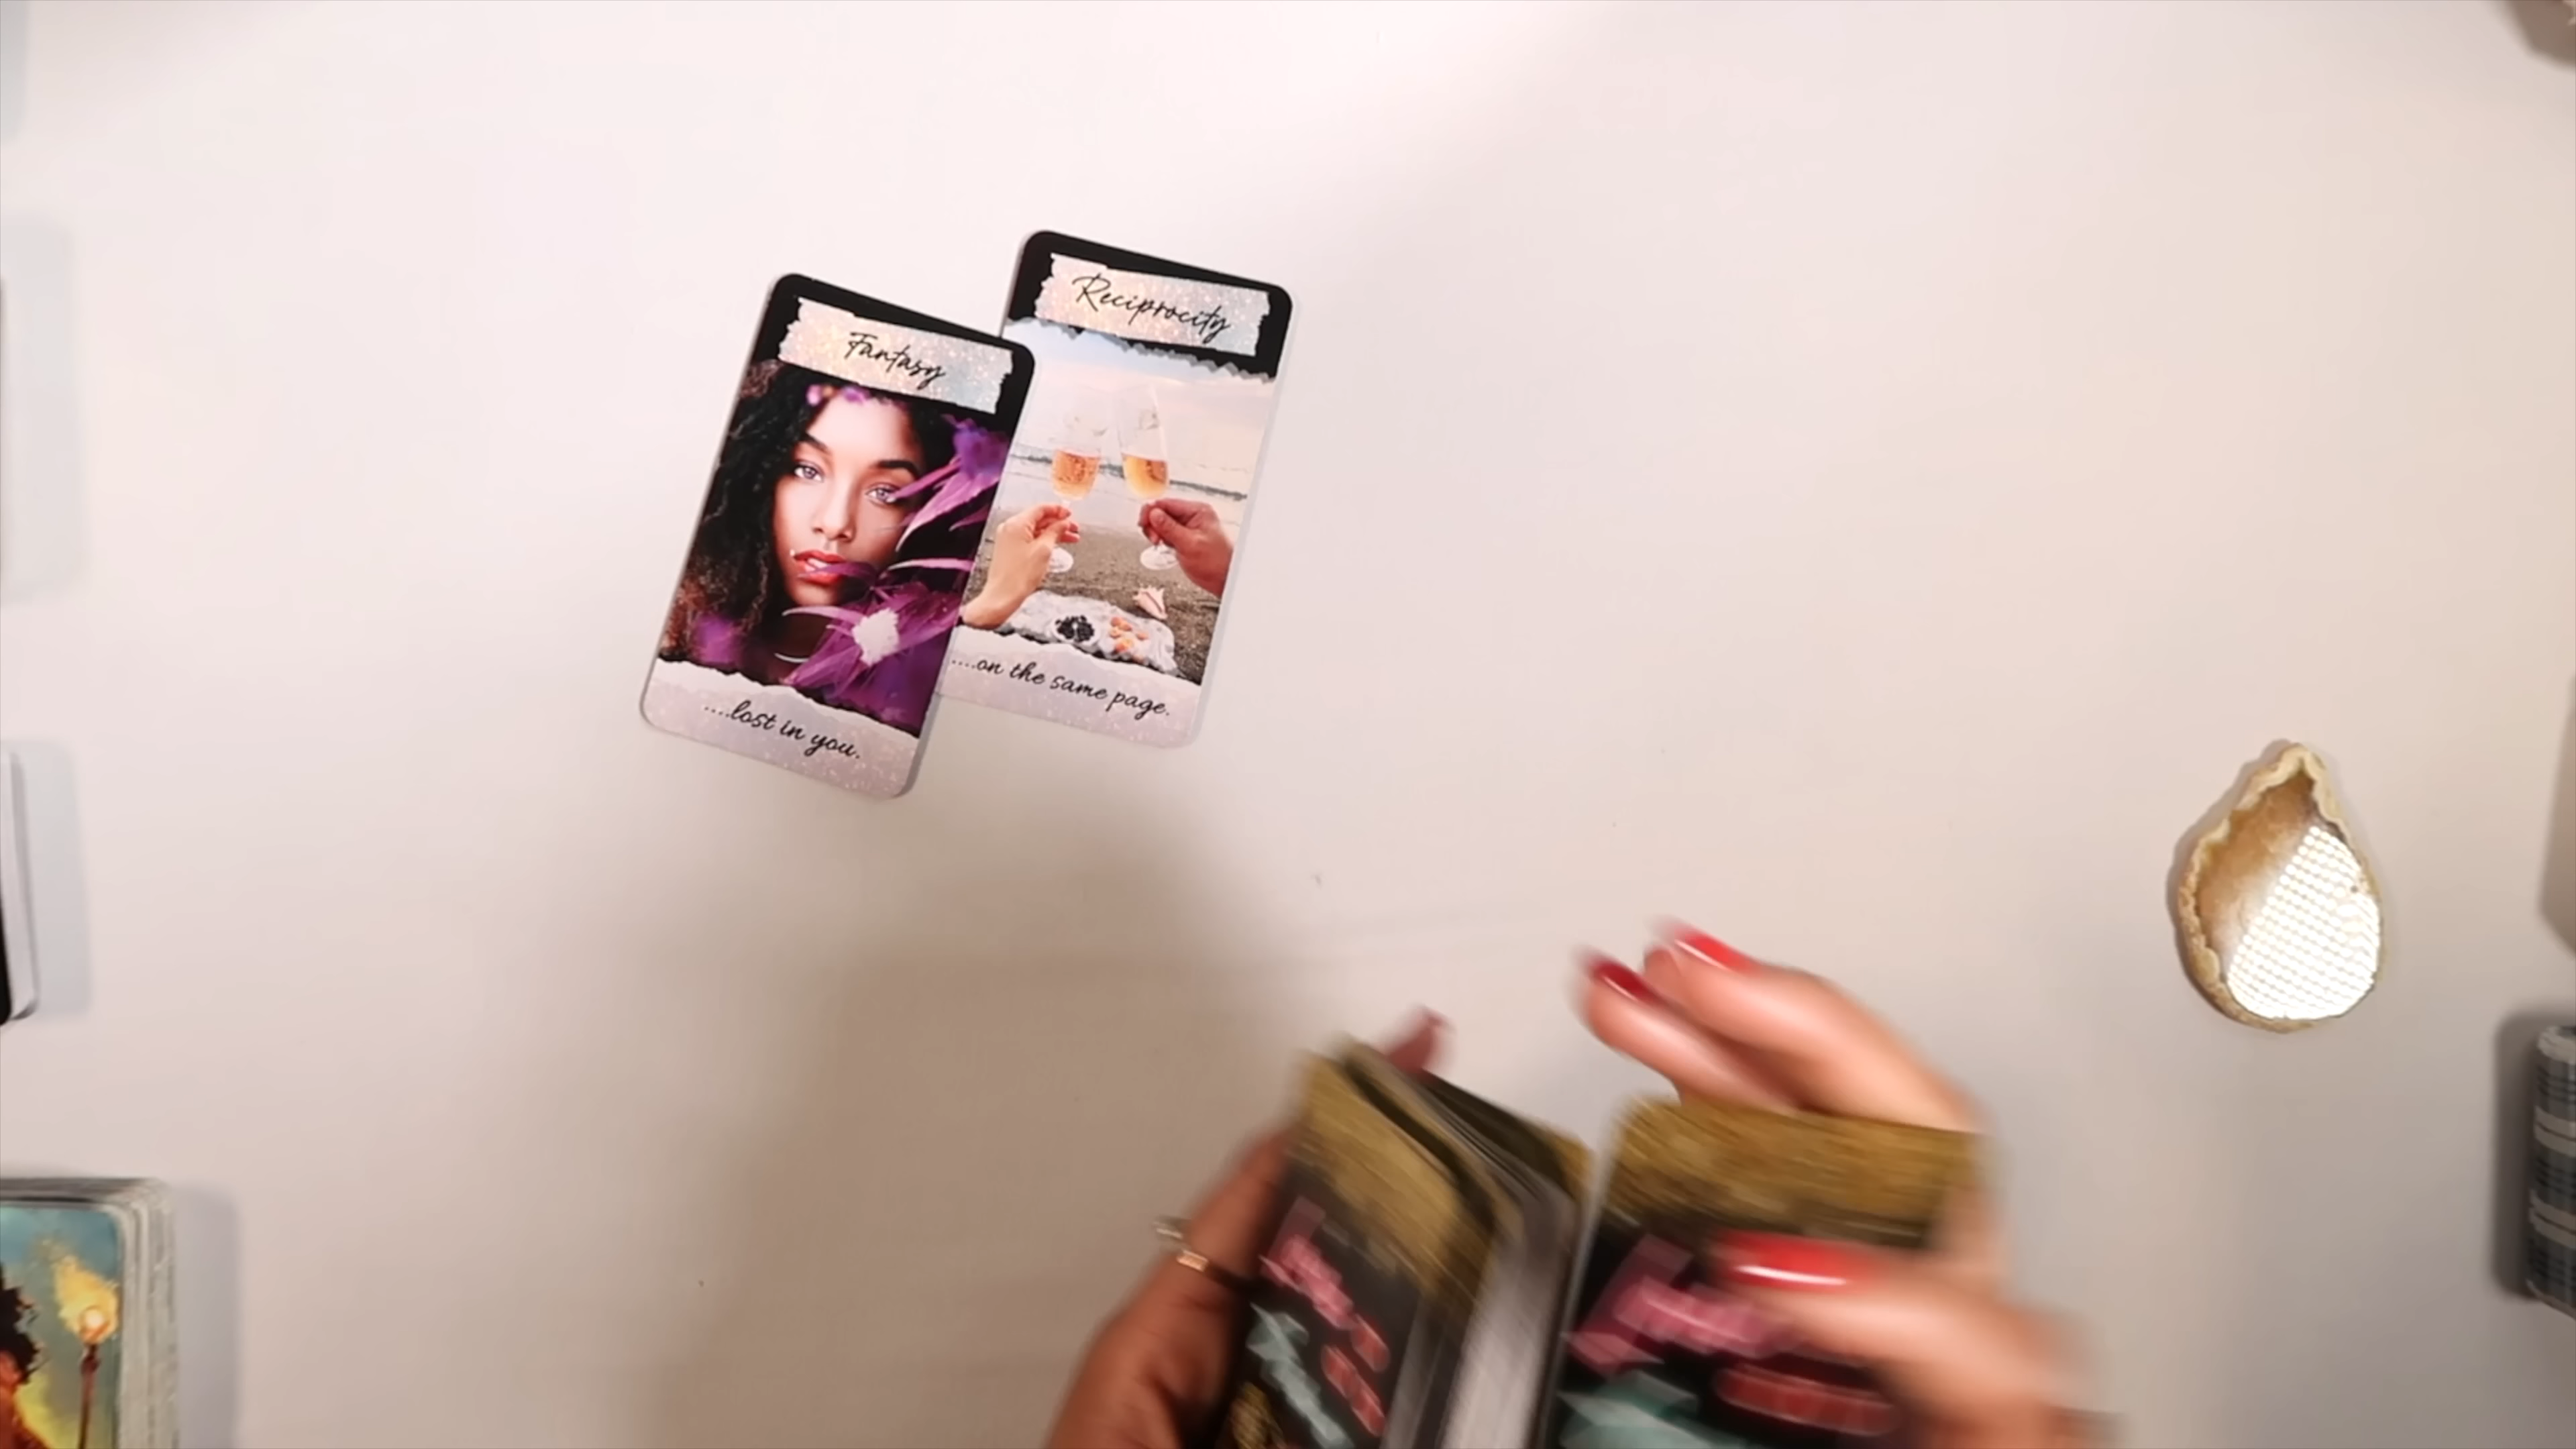 Fantasy
....lost in you.
Reciprocity
....on the same page.